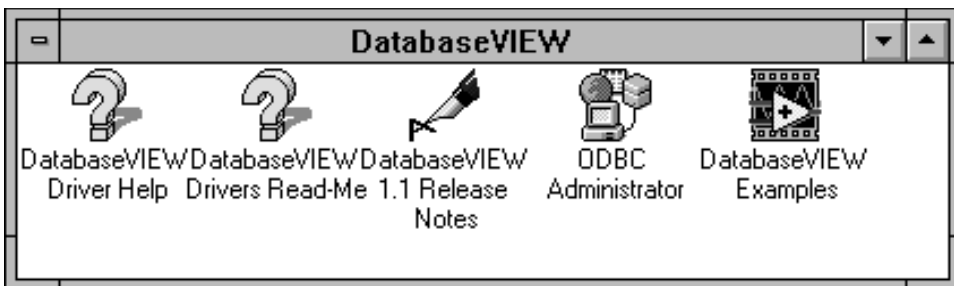 DatabaseVIEW
DatabaseVIEW DatabaseVIEW DatabaseVIEW ODBC DatabaseVIEW
Driver Help Drivers Read-Me 1.1 Release Administrator Examples
Notes